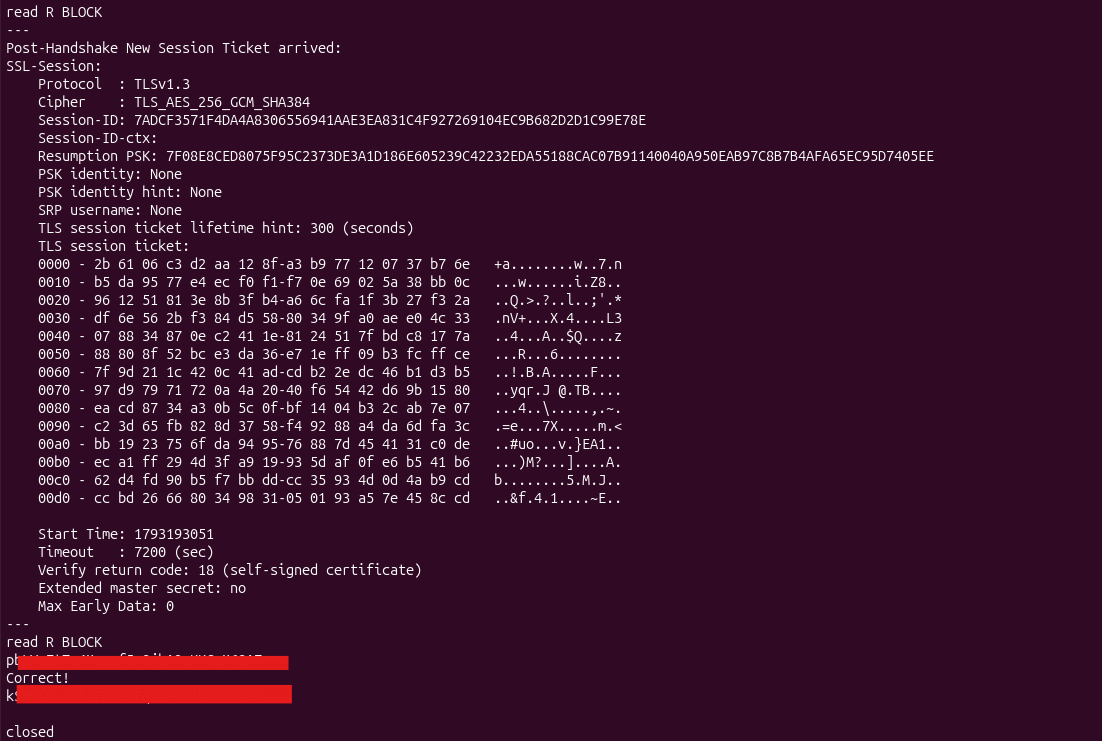 read R BLOCK
---
Post-Handshake New Session Ticket arrived:
SSL-Session:
    Protocol  : TLSv1.3
    Cipher    : TLS_AES_256_GCM_SHA384
    Session-ID: 7ADCF3571F4DA4A8306556941AAE3EA831C4F927269104EC9B682D2D1C99E78E
    Session-ID-ctx:
    Resumption PSK: 7F08E8CED8075F95C2373DE3A1D186E605239C42232EDA55188CAC07B91140040A950EAB97C8B7B4AFA65EC95D7405EE
    PSK identity: None
    PSK identity hint: None
    SRP username: None
    TLS session ticket lifetime hint: 300 (seconds)
    TLS session ticket:
    0000 - 2b 61 06 c3 d2 aa 12 8f-a3 b9 77 12 07 37 b7 6e   +a........w..7.n
    0010 - b5 da 95 77 e4 ec f0 f1-f7 0e 69 02 5a 38 bb 0c   ...w......i.Z8..
    0020 - 96 12 51 81 3e 8b 3f b4-a6 6c fa 1f 3b 27 f3 2a   ..Q.>.?..l..;'.*
    0030 - df 6e 56 2b f3 84 d5 58-80 34 9f a0 ae e0 4c 33   .nV+...X.4....L3
    0040 - 07 88 34 87 0e c2 41 1e-81 24 51 7f bd c8 17 7a   ..4...A..$Q....z
    0050 - 88 80 8f 52 bc e3 da 36-e7 1e ff 09 b3 fc ff ce   ...R...6........
    0060 - 7f 9d 21 1c 42 0c 41 ad-cd b2 2e dc 46 b1 d3 b5   ..!.B.A.....F...
    0070 - 97 d9 79 71 72 0a 4a 20-40 f6 54 42 d6 9b 15 80   ..yqr.J @.TB....
    0080 - ea cd 87 34 a3 0b 5c 0f-bf 14 04 b3 2c ab 7e 07   ...4..\.....,.~.
    0090 - c2 3d 65 fb 82 8d 37 58-f4 92 88 a4 da 6d fa 3c   .=e...7X.....m.<
    00a0 - bb 19 23 75 6f da 94 95-76 88 7d 45 41 31 c0 de   ..#uo...v.}EA1..
    00b0 - ec a1 ff 29 4d 3f a9 19-93 5d af 0f e6 b5 41 b6   ...)M?...]....A.
    00c0 - 62 d4 fd 90 b5 f7 bb dd-cc 35 93 4d 0d 4a b9 cd   b........5.M.J..
    00d0 - cc bd 26 66 80 34 98 31-05 01 93 a5 7e 45 8c cd   ..&f.4.1....~E..
    Start Time: 1793193051
    Timeout   : 7200 (sec)
    Verify return code: 18 (self-signed certificate)
    Extended master secret: no
    Max Early Data: 0
---
read R BLOCK
Correct!
closed